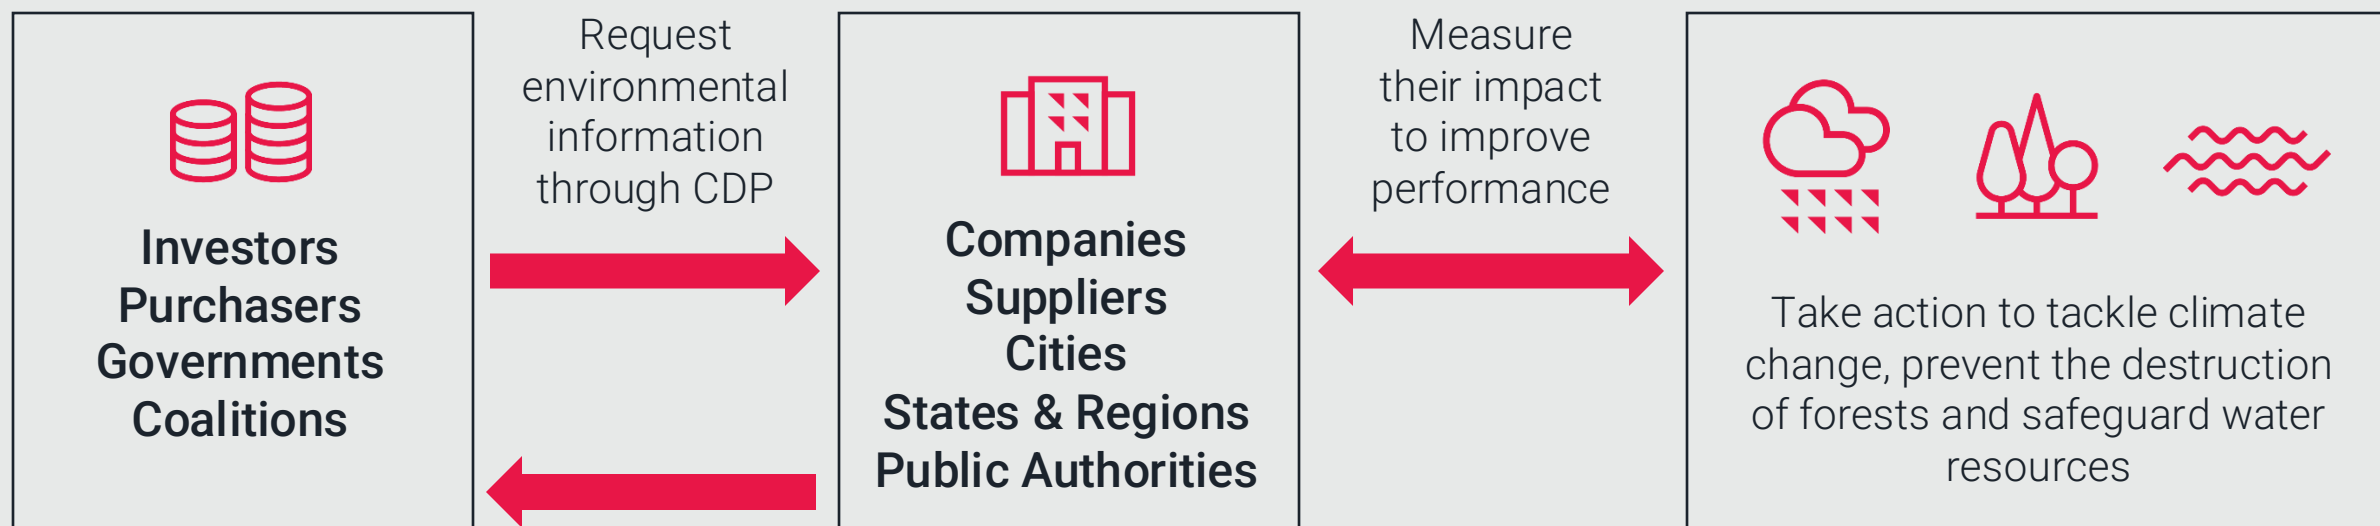 Investors
Purchasers
Governments
Coalitions
Request
environmental
information
through CDP
Companies
Suppliers
Cities
States & Regions
Public Authorities
Measure
their impact
to improve
performance
Take action to tackle climate
change, prevent the destruction
of forests and safeguard water
resources